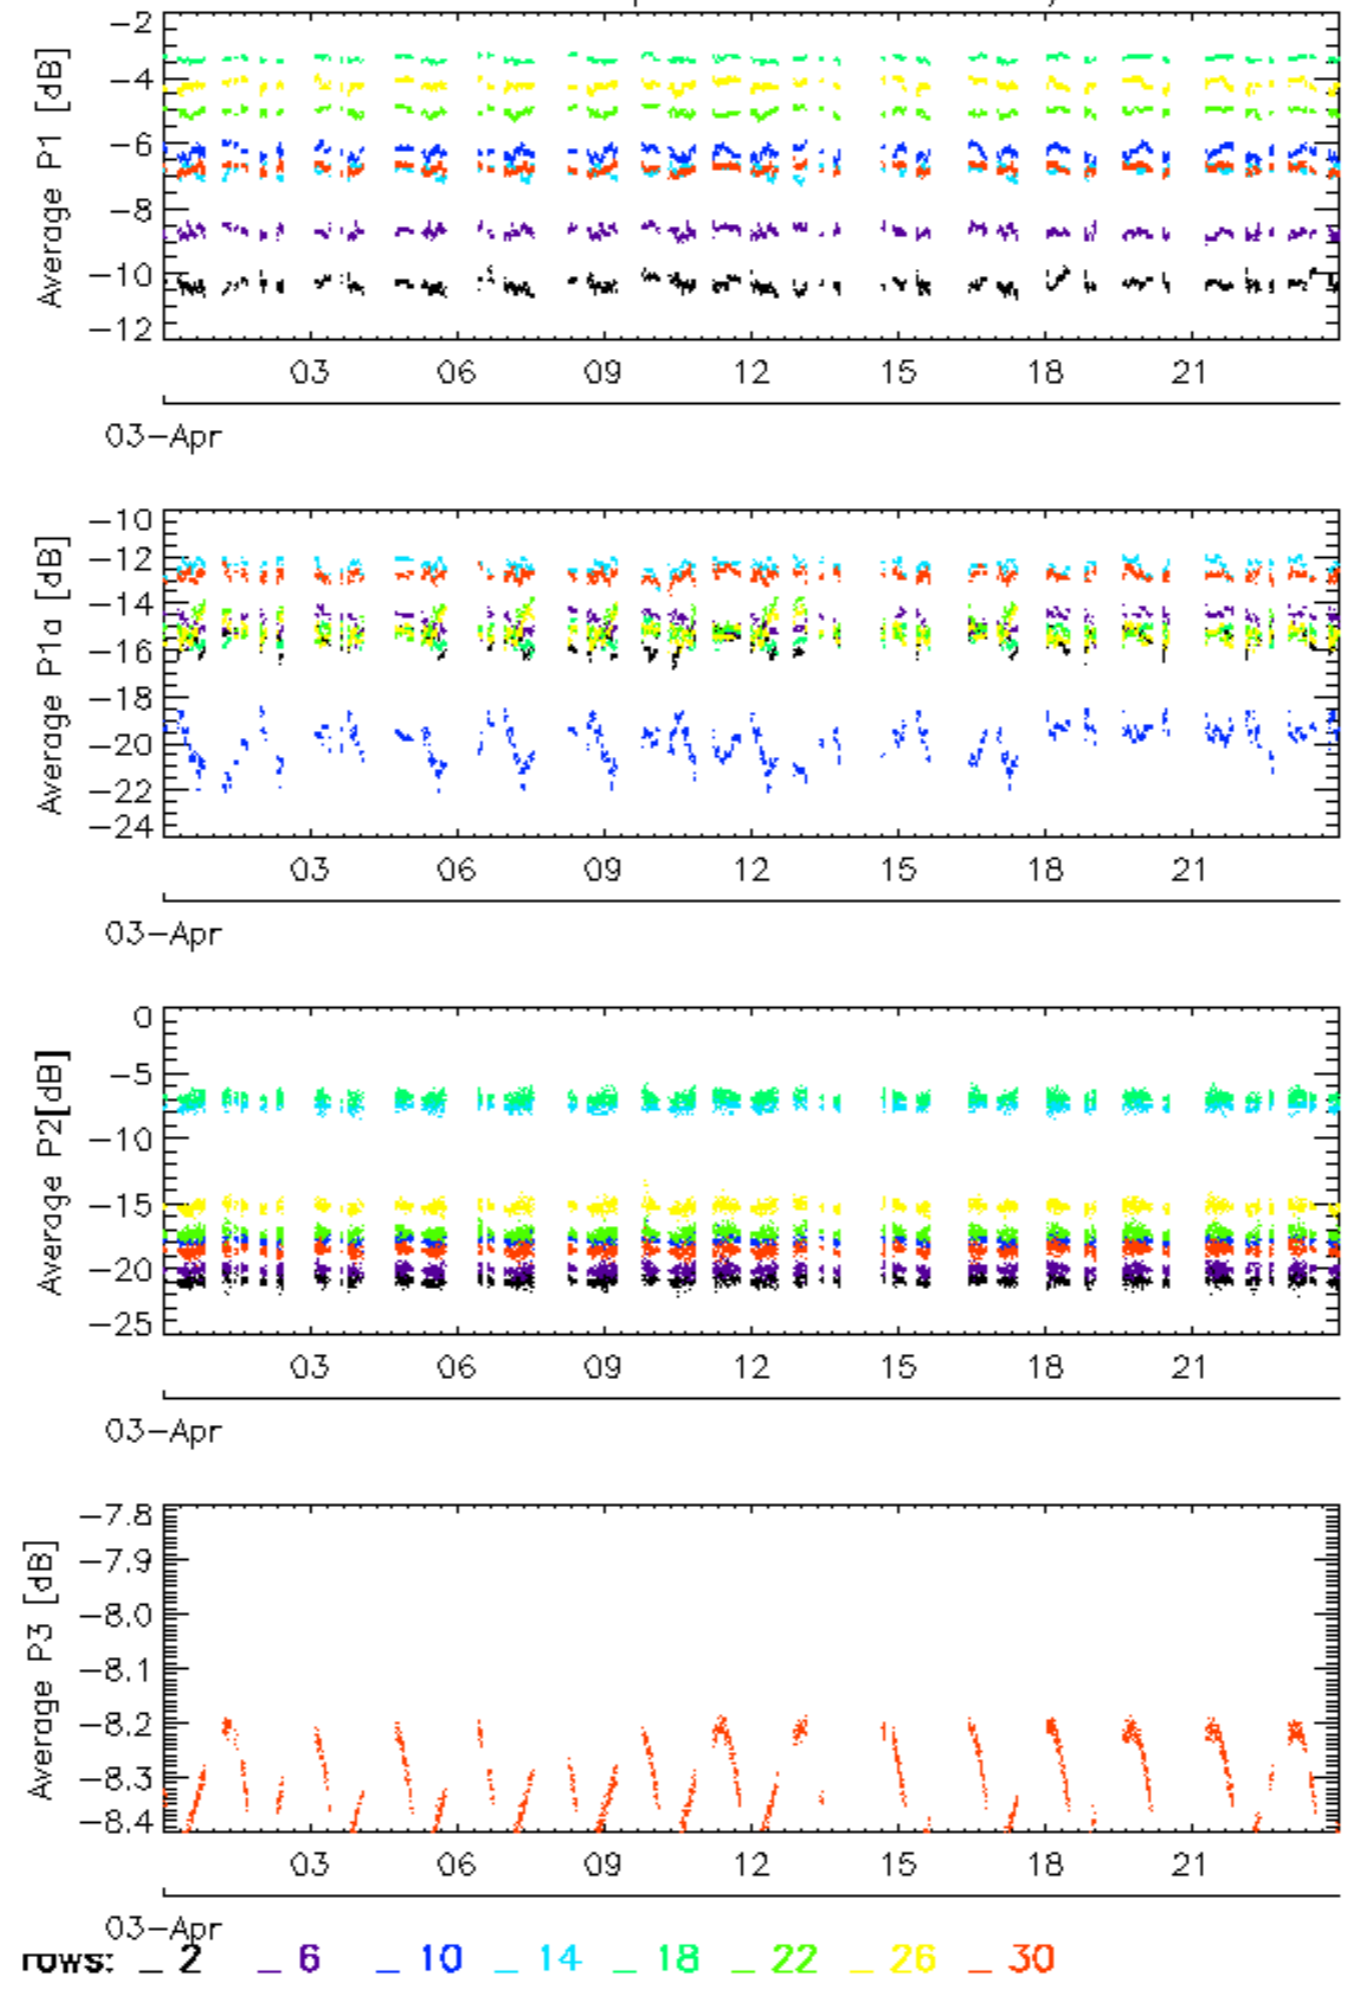 Average P1 [dB]
−2
−4
−6
−8
−10
−12
03 06 09 12 15 18 21
03−Apr
Average P1a [dB]
−10
−12
−14
−16
−18
−20
−22
−24
03 06 09 12 15 18 21
03−Apr
Average P2[dB]
0
−5
−10
−15
−20
−25
03 06 09 12 15 18 21
03−Apr
Average P3 [dB]
−7.8
−7.9
−8.0
−8.1
−8.2
−8.3
−8.4
03 06 09 12 15 18 21
03−Apr
rows: _ 2 _ 6 _ 10 _ 14 _ 18 _ 22 _ 26 _ 30